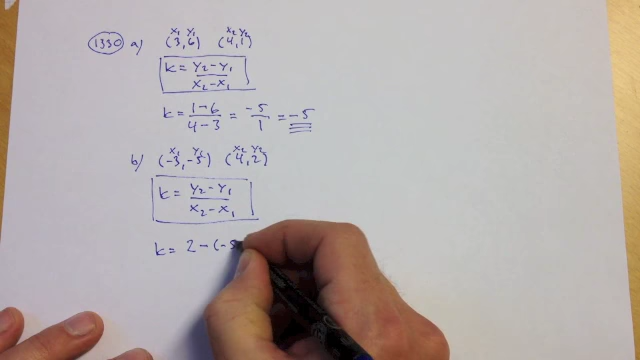 1330 a) (3,6) (4,1)
x₁ y₁ x₂ y₂
k = y₂-y₁ / x₂-x₁
k = 1-6 / 4-3 = -5 / 1 = -5
b) (-3,-5) (4,2)
x₁ y₁ x₂ y₂
k = y₂-y₁ / x₂-x₁
k = 2-(-5